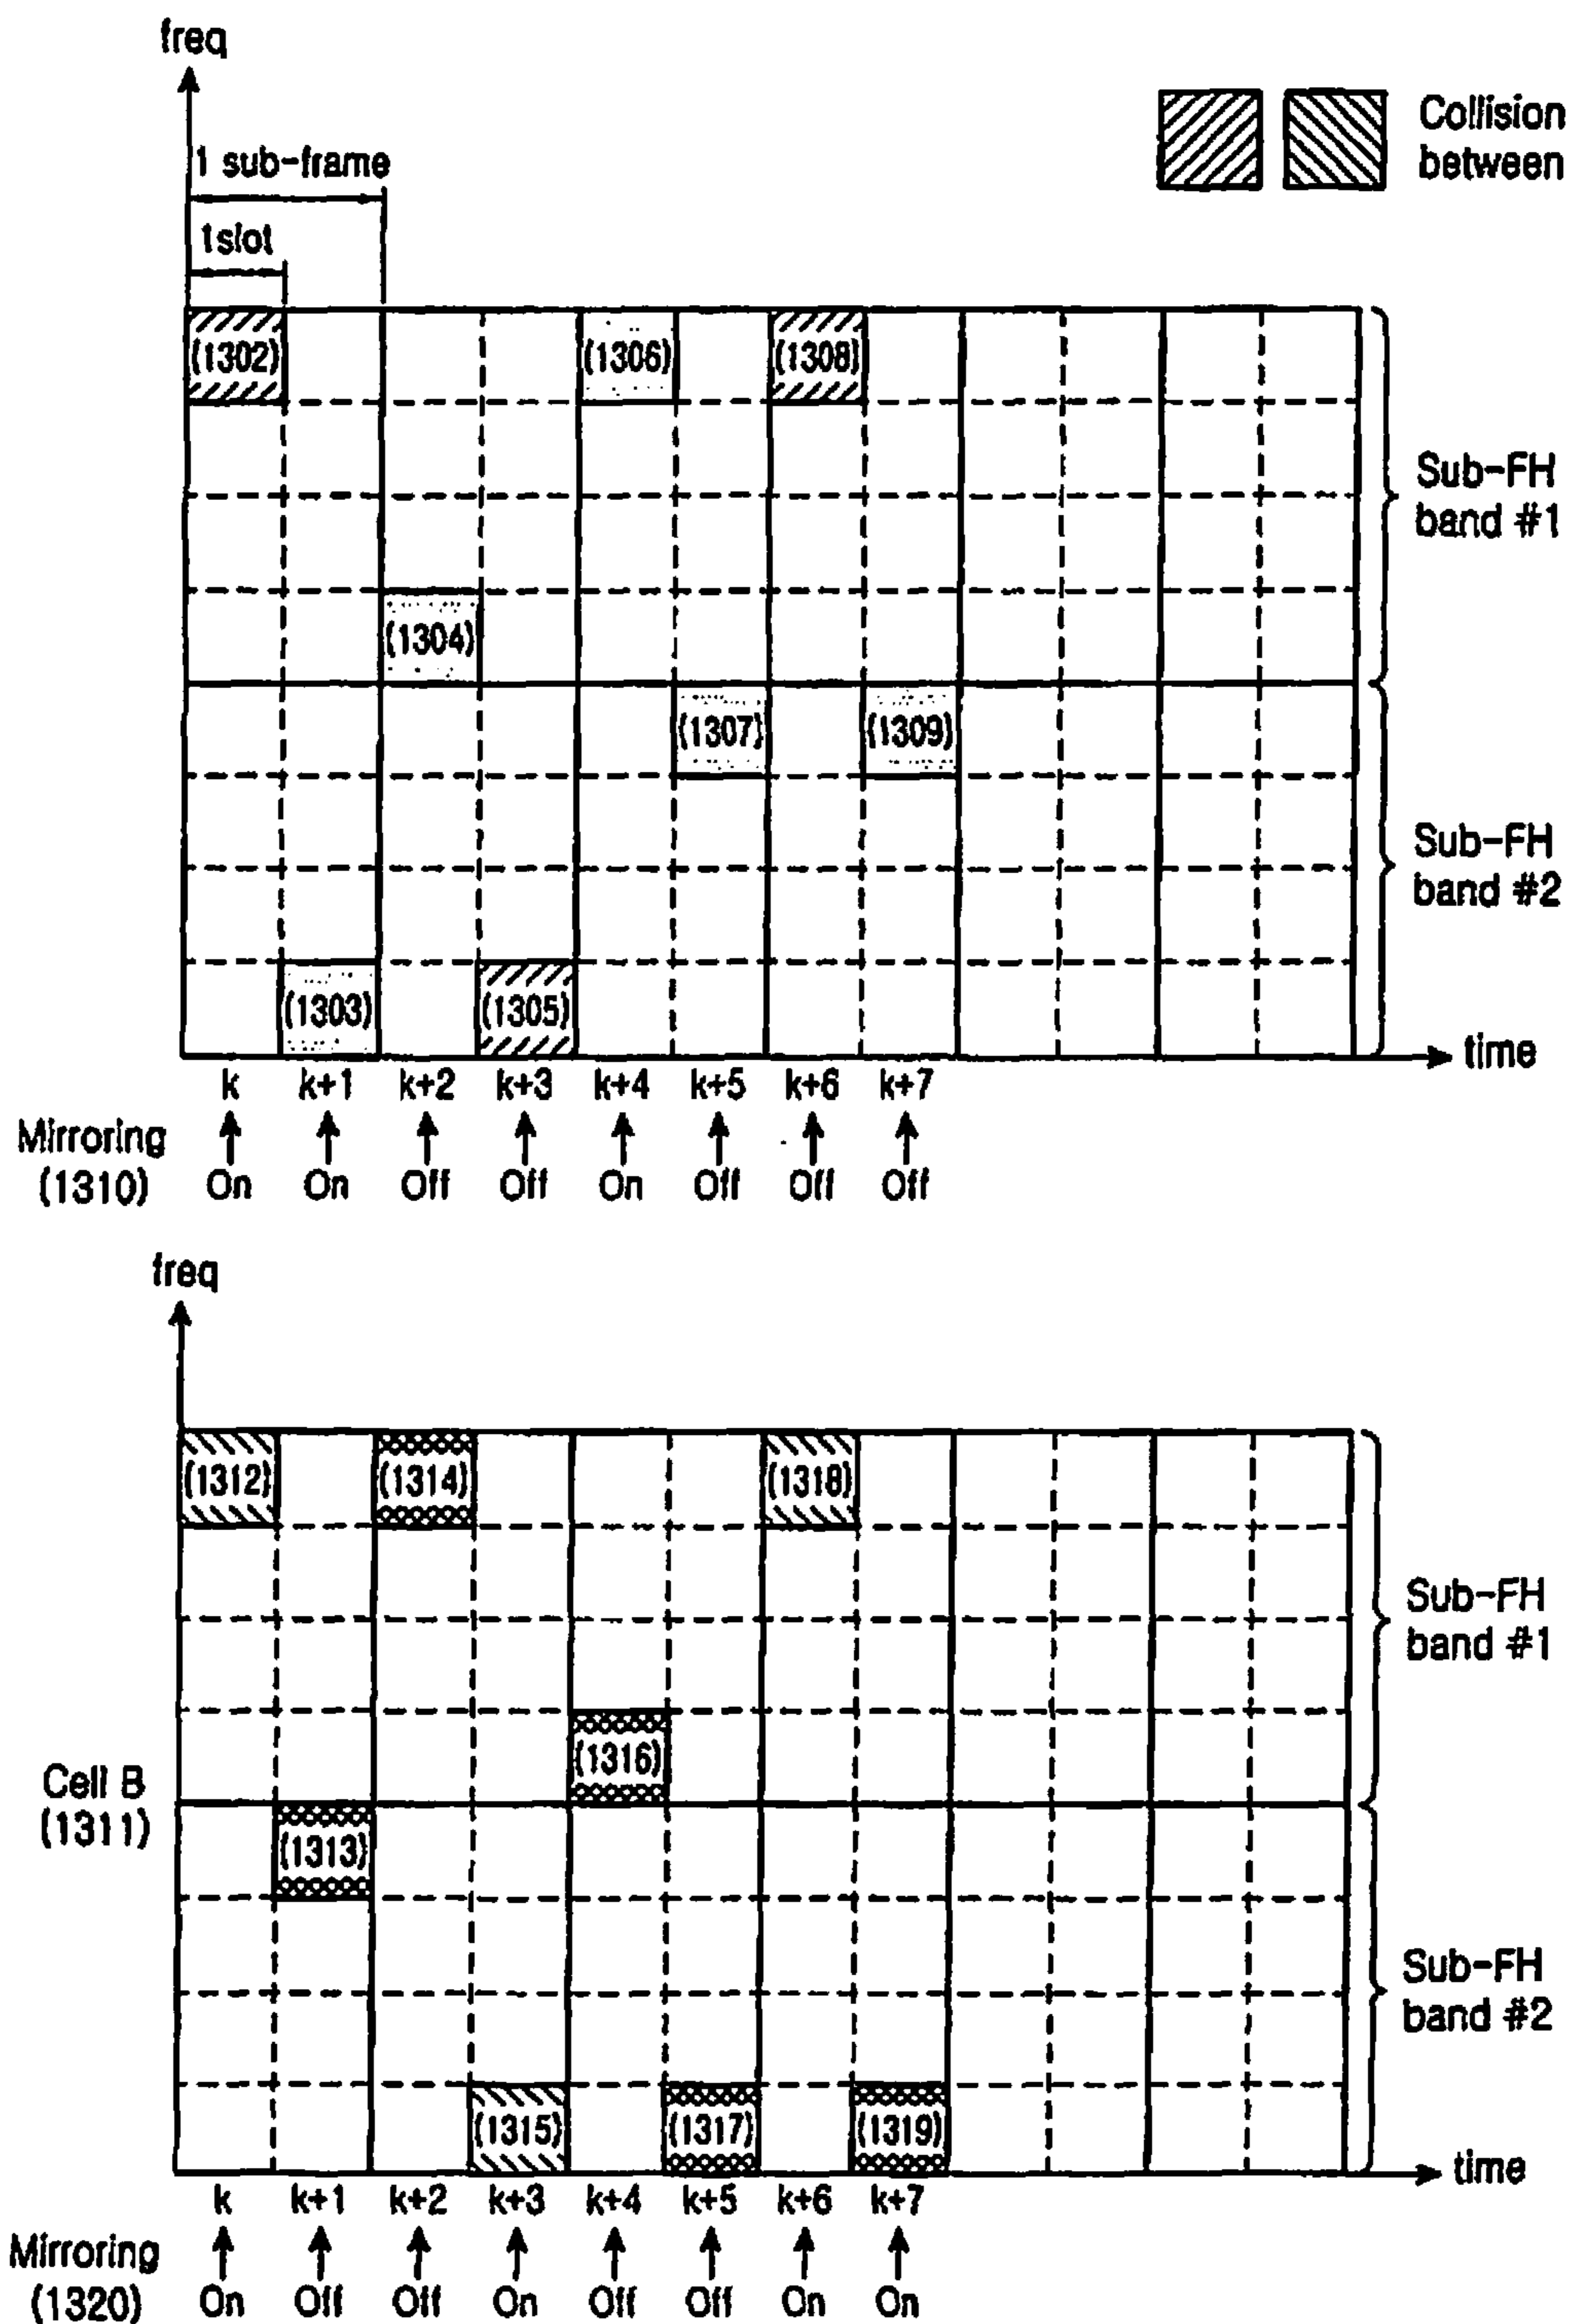 freq
Collision
between
1 sub-frame
1slot
(1302)
(1306)
(1308)
Sub-FH
band #1
(1304)
(1307)
(1309)
Sub-FH
band #2
(1303)
(1305)
time
k k+1 k+2 k+3 k+4 k+5 k+6 k+7
Mirroring
(1310)
On On Off Off On Off Off Off
freq
(1312)
(1314)
(1318)
Sub-FH
band #1
(1316)
Cell B
(1311)
(1313)
Sub-FH
band #2
(1315)
(1317)
(1319)
time
k k+1 k+2 k+3 k+4 k+5 k+6 k+7
Mirroring
(1320)
On Off Off On Off Off On On